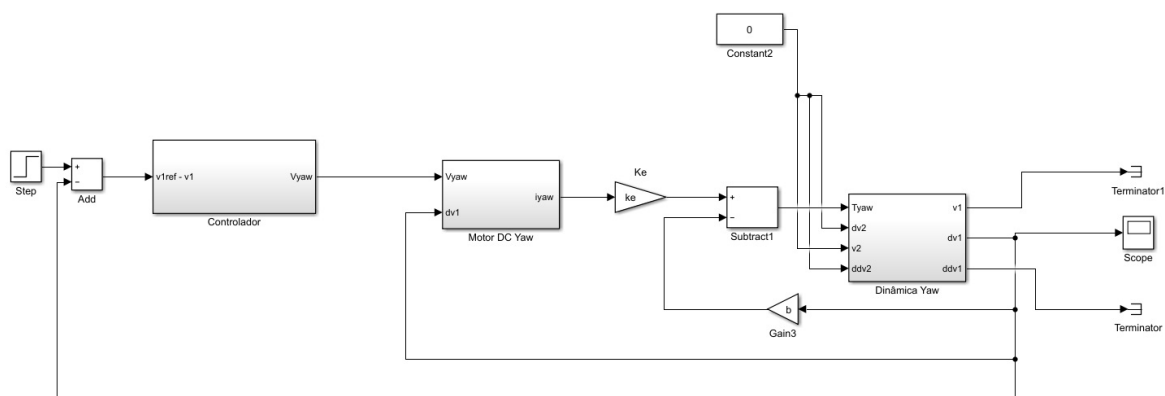 0
Constant2
Step
+
−
Add
v1ref - v1
Vyaw
Controlador
Vyaw
dv1
iyaw
Motor DC Yaw
Ke
ke
+
−
Subtract1
Tyaw
dv2
v2
ddv2
v1
dv1
ddv1
Dinâmica Yaw
Terminator1
Scope
b
Gain3
Terminator